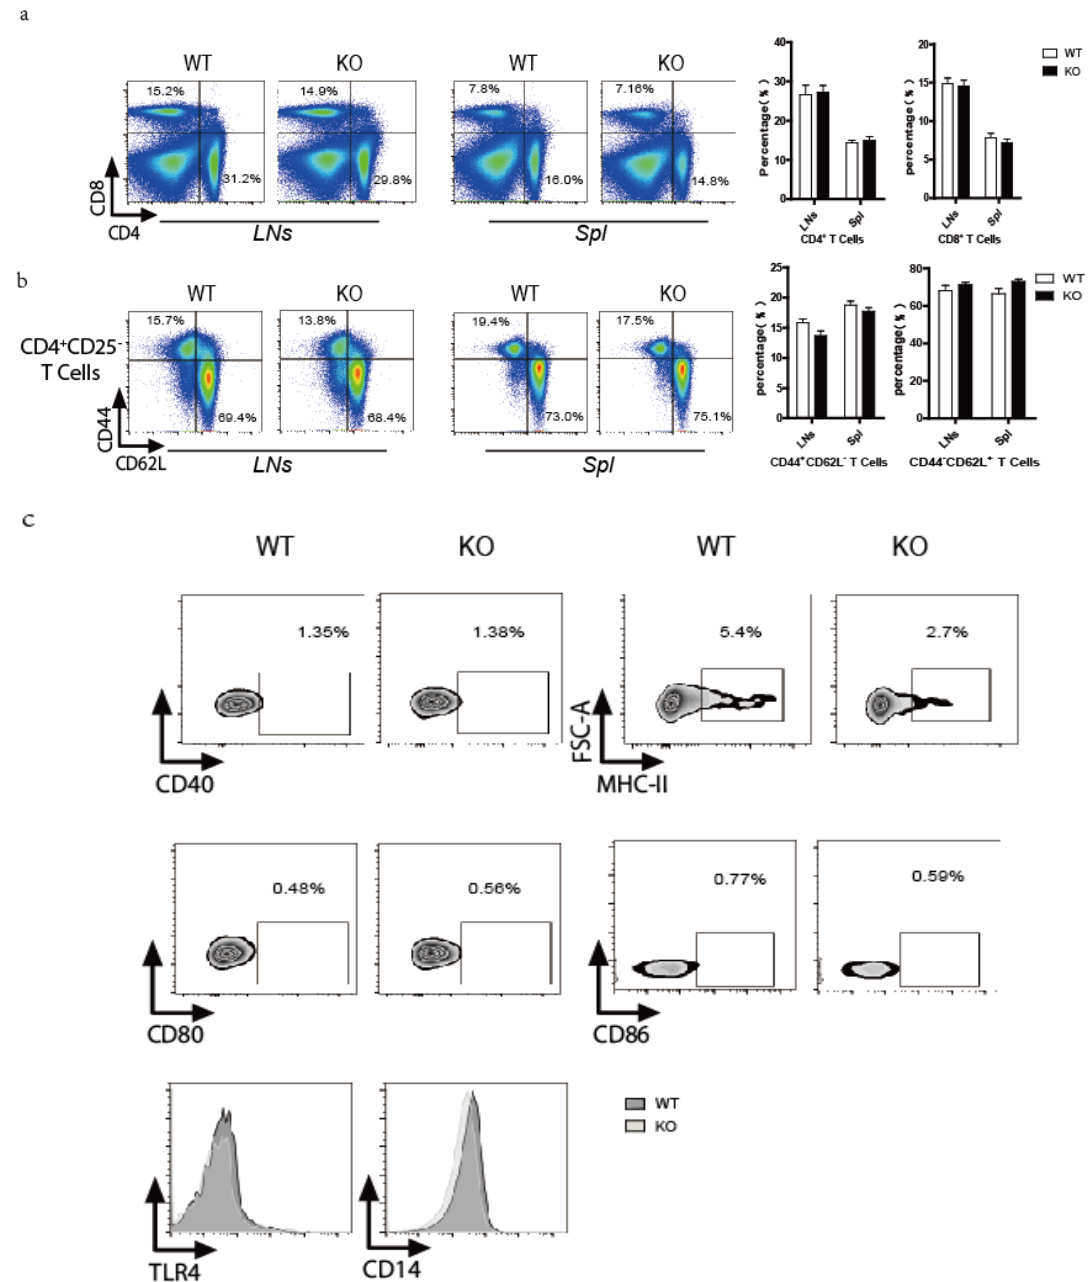 a
WT
KO
WT
KO
15.2%
14.9%
7.8%
7.16%
31.2%
29.8%
16.0%
14.8%
CD8
CD4
LNs
Spl
40
30
20
10
0
Percentage(%)
LNs
Spl
CD4⁺ T Cells
20
15
10
5
0
percentage(%)
LNs
Spl
CD8⁺ T Cells
WT
KO
b
WT
KO
WT
KO
CD4⁺CD25⁻
T Cells
15.7%
13.8%
19.4%
17.5%
69.4%
68.4%
73.0%
75.1%
CD44
CD62L
LNs
Spl
25
20
15
10
5
0
percentage(%)
LNs
Spl
CD44⁺CD62L⁻ T Cells
80
60
40
20
0
percentage(%)
LNs
Spl
CD44⁻CD62L⁺ T Cells
WT
KO
c
WT
KO
WT
KO
1.35%
1.38%
5.4%
2.7%
CD40
FSC-A
MHC-II
0.48%
0.56%
0.77%
0.59%
CD80
CD86
TLR4
CD14
WT
KO